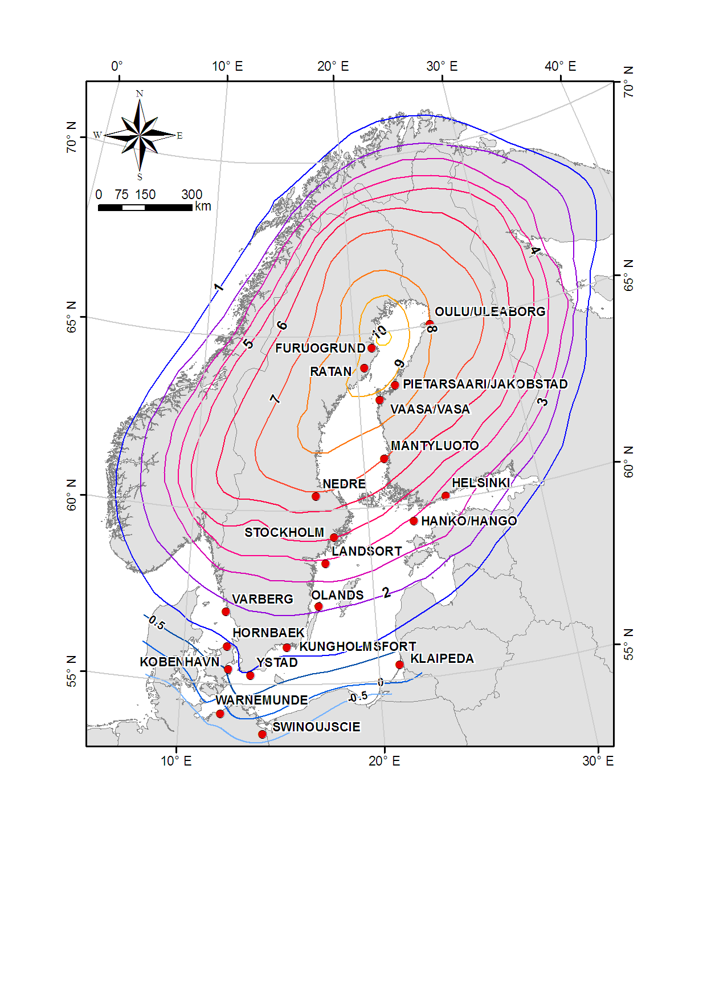 0° 10° E 20° E 30° E 40° E
70° N
70° N
N
W E
S
0 75 150 300
km
4
65° N
1
65° N
OULU/ULEABORG
6
10
8
5
FURUOGRUND
9
RATAN
PIETARSAARI/JAKOBSTAD
7
3
VAASA/VASA
MANTYLUOTO
60° N
NEDRE
HELSINKI
60° N
HANKO/HANGO
STOCKHOLM
LANDSORT
2
OLANDS
VARBERG
0.5
HORNBAEK
KUNGHOLMSFORT
55° N
KOBENHAVN
YSTAD
KLAIPEDA
55° N
0
-0.5
WARNEMUNDE
SWINOUJSCIE
10° E 20° E 30° E